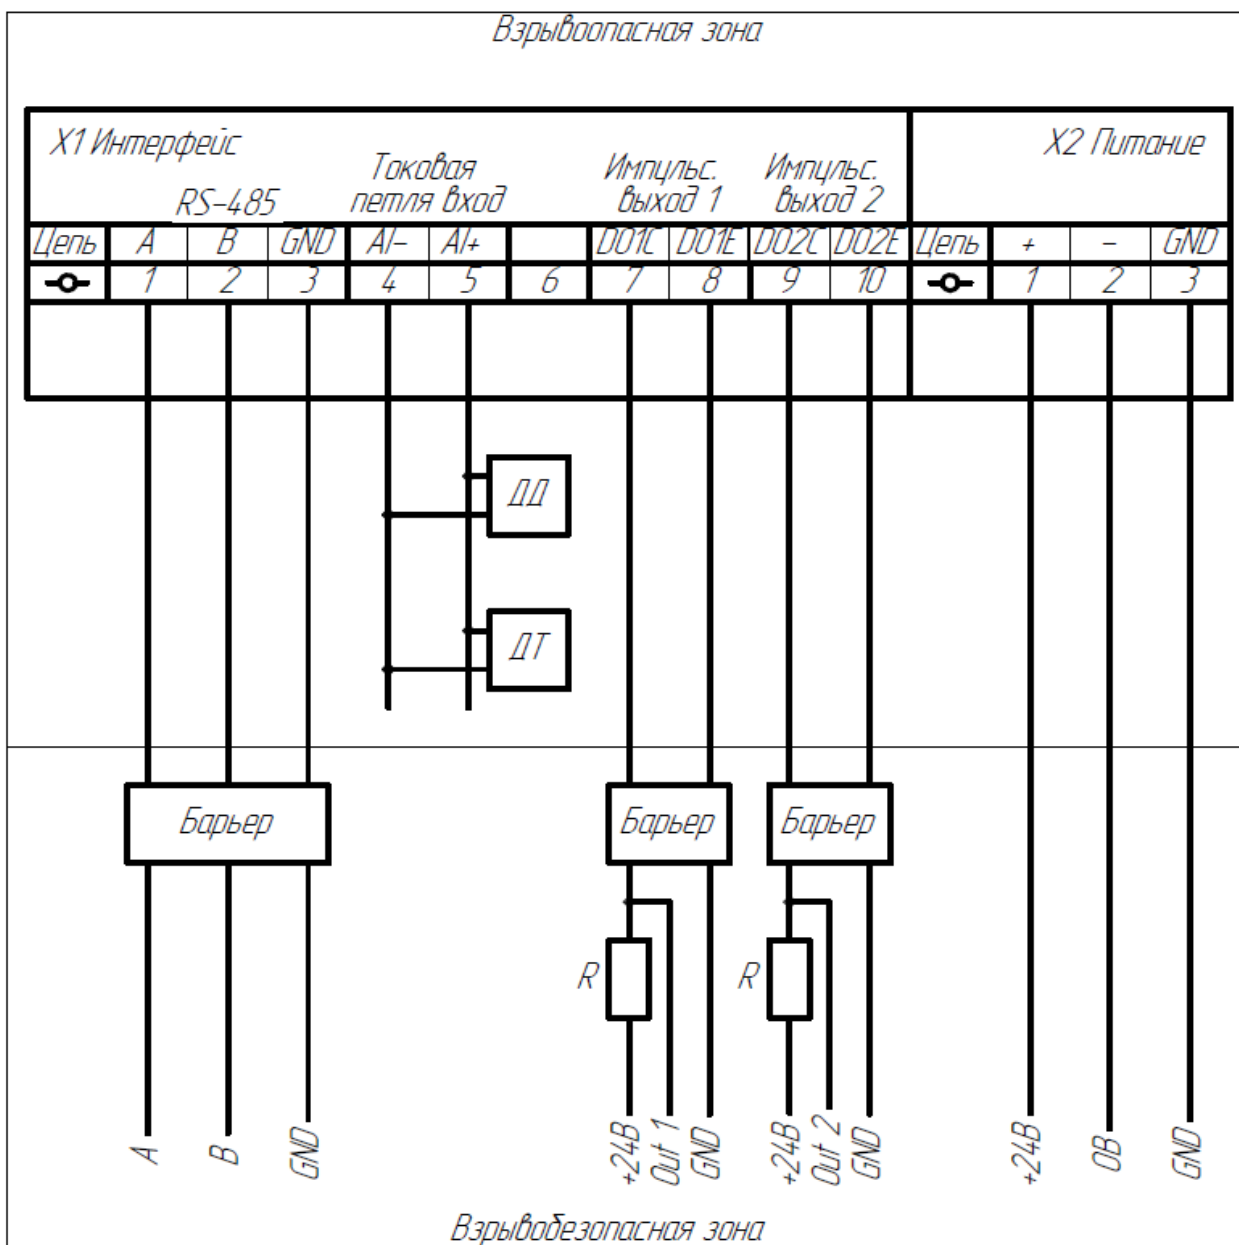 Взрывоопасная зона
X1 Интерфейс
X2 Питание
RS-485
Токовая
петля вход
Импульс.
выход 1
Импульс.
выход 2
Цепь A B GND AI- AI+ DO1C DO1E DO2C DO2E Цепь + - GND
1 2 3 4 5 6 7 8 9 10 1 2 3
ДД
ДТ
Барьер Барьер Барьер
R R
A B GND +24В Out 1 GND +24В Out 2 GND +24В 0В GND
Взрывобезопасная зона